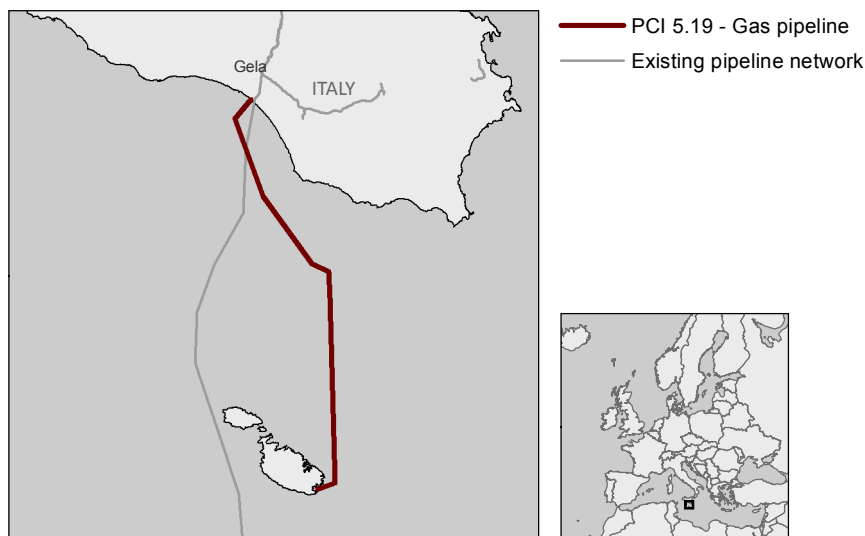 PCI 5.19 - Gas pipeline
Existing pipeline network
Gela
ITALY